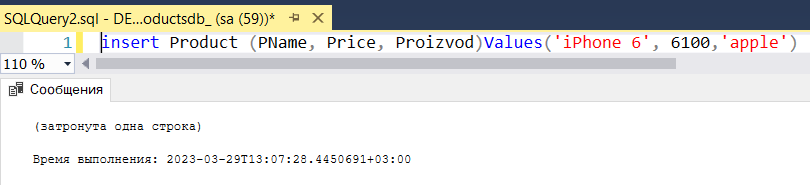 SQLQuery2.sql - DE...oductsdb_ (sa (59))*
1 insert Product (PName, Price, Proizvod)Values('iPhone 6', 6100,'apple')
110 %
Сообщения
(затронута одна строка)
Время выполнения: 2023-03-29T13:07:28.4450691+03:00